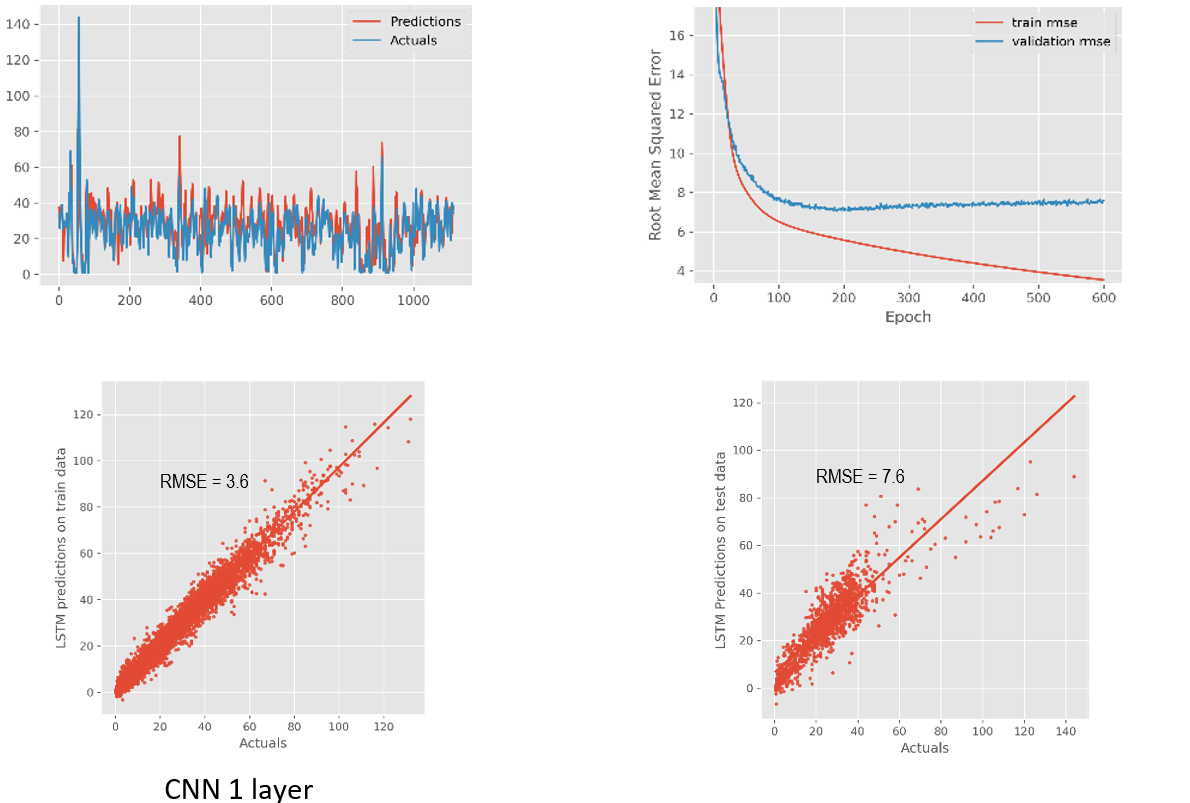 Predictions
Actuals
140
120
100
80
60
40
20
0
0 200 400 600 800 1000
train rmse
validation rmse
Root Mean Squared Error
16
14
12
10
8
6
4
0 100 200 300 400 500 600
Epoch
LSTM predictions on train data
120
100
80
60
40
20
0
RMSE = 3.6
0 20 40 60 80 100 120
Actuals
LSTM Predictions on test data
120
100
80
60
40
20
0
RMSE = 7.6
0 20 40 60 80 100 120 140
Actuals
CNN 1 layer